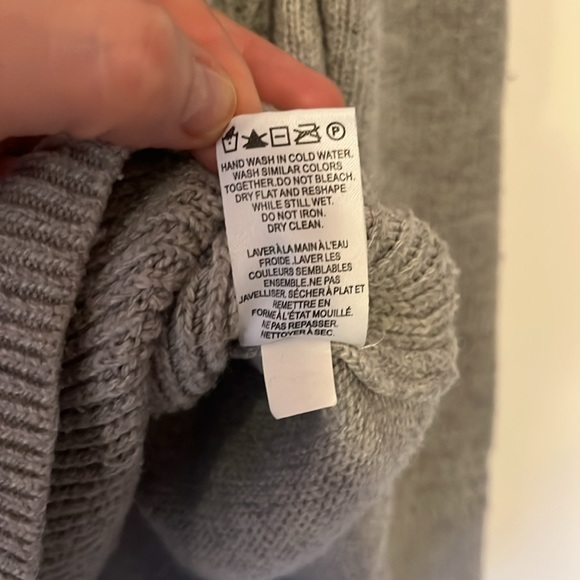 P
HAND WASH IN COLD WATER.
WASH SIMILAR COLORS
TOGETHER.DO NOT BLEACH.
DRY FLAT AND RESHAPE
WHILE STILL WET.
DO NOT IRON.
DRY CLEAN.
LAVER À LA MAIN À L'EAU
FROIDE .LAVER LES
COULEURS SEMBLABLES
ENSEMBLE.NE PAS
JAVELLISER. SÉCHER À PLAT ET
REMETTRE EN
FORME À L'ÉTAT MOUILLÉ.
NE PAS REPASSER.
NETTOYER À SEC.